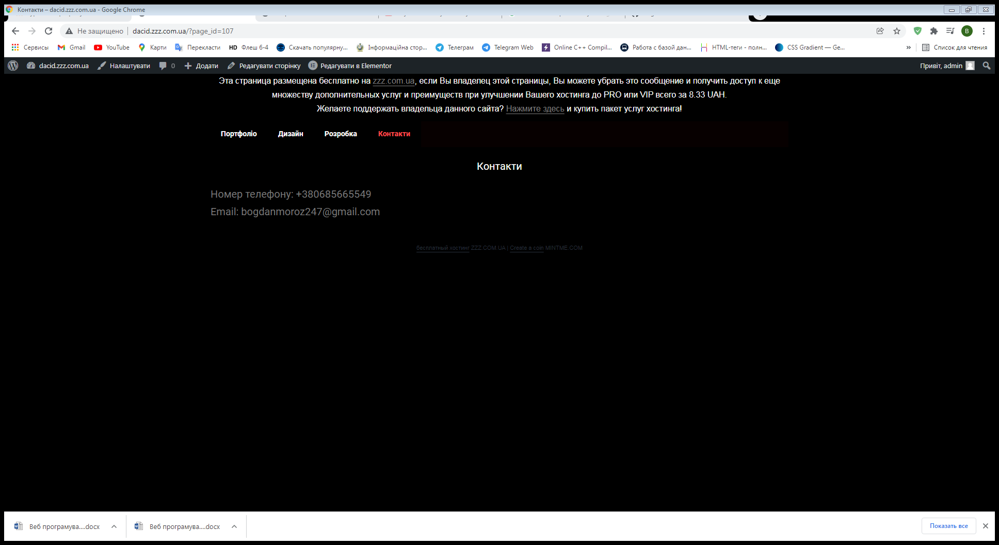 Контакти – dacid.zzz.com.ua - Google Chrome
Не защищено dacid.zzz.com.ua/?page_id=107 B
Сервисы Gmail YouTube Карти Перекласти HD Флеш 6-4 Скачать популярну... Інформаційна стор... Телеграм Telegram Web Online C++ Compil... Работа с базой дан... HTML-теги - полн... CSS Gradient — Ge... » Список для чтения
dacid.zzz.com.ua Налаштувати 0 Додати Редагувати сторінку Редагувати в Elementor Привіт, admin
Эта страница размещена бесплатно на zzz.com.ua, если Вы владелец этой страницы, Вы можете убрать это сообщение и получить доступ к еще
множеству дополнительных услуг и преимуществ при улучшении Вашего хостинга до PRO или VIP всего за 8.33 UAH.
Желаете поддержать владельца данного сайта? Нажмите здесь и купить пакет услуг хостинга!
Портфоліо Дизайн Розробка Контакти
Контакти
Номер телефону: +380685665549
Email: bogdanmoroz247@gmail.com
бесплатный хостинг ZZZ.COM.UA | Create a coin MINTME.COM
Веб програмува....docx Веб програмува....docx Показать все